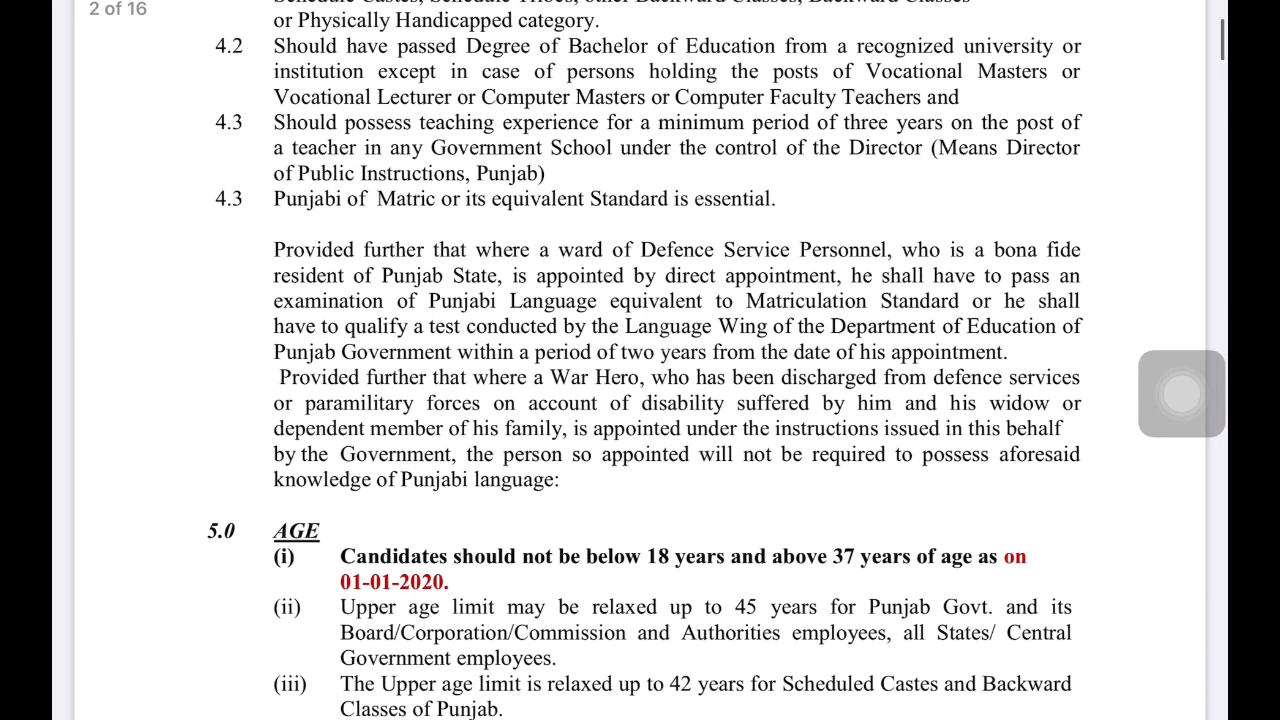 2 of 16
Schedule Castes, Schedule Tribes, other Backward Classes, Backward Classes
or Physically Handicapped category.
4.2 Should have passed Degree of Bachelor of Education from a recognized university or
institution except in case of persons holding the posts of Vocational Masters or
Vocational Lecturer or Computer Masters or Computer Faculty Teachers and
4.3 Should possess teaching experience for a minimum period of three years on the post of
a teacher in any Government School under the control of the Director (Means Director
of Public Instructions, Punjab)
4.3 Punjabi of Matric or its equivalent Standard is essential.
Provided further that where a ward of Defence Service Personnel, who is a bona fide
resident of Punjab State, is appointed by direct appointment, he shall have to pass an
examination of Punjabi Language equivalent to Matriculation Standard or he shall
have to qualify a test conducted by the Language Wing of the Department of Education of
Punjab Government within a period of two years from the date of his appointment.
Provided further that where a War Hero, who has been discharged from defence services
or paramilitary forces on account of disability suffered by him and his widow or
dependent member of his family, is appointed under the instructions issued in this behalf
by the Government, the person so appointed will not be required to possess aforesaid
knowledge of Punjabi language:
5.0 AGE
(i) Candidates should not be below 18 years and above 37 years of age as on
01-01-2020.
(ii) Upper age limit may be relaxed up to 45 years for Punjab Govt. and its
Board/Corporation/Commission and Authorities employees, all States/ Central
Government employees.
(iii) The Upper age limit is relaxed up to 42 years for Scheduled Castes and Backward
Classes of Punjab.